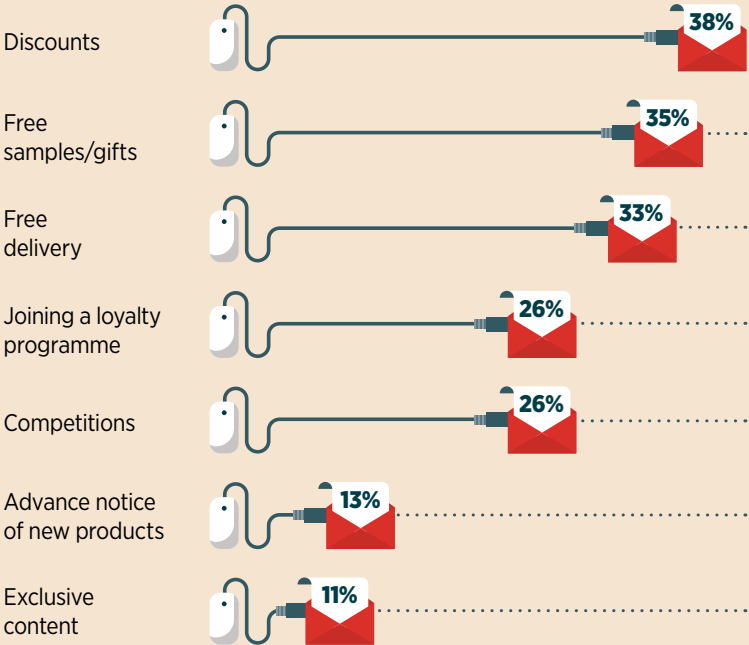 Discounts
38%
Free
samples/gifts
35%
Free
delivery
33%
Joining a loyalty
programme
26%
Competitions
26%
Advance notice
of new products
13%
Exclusive
content
11%